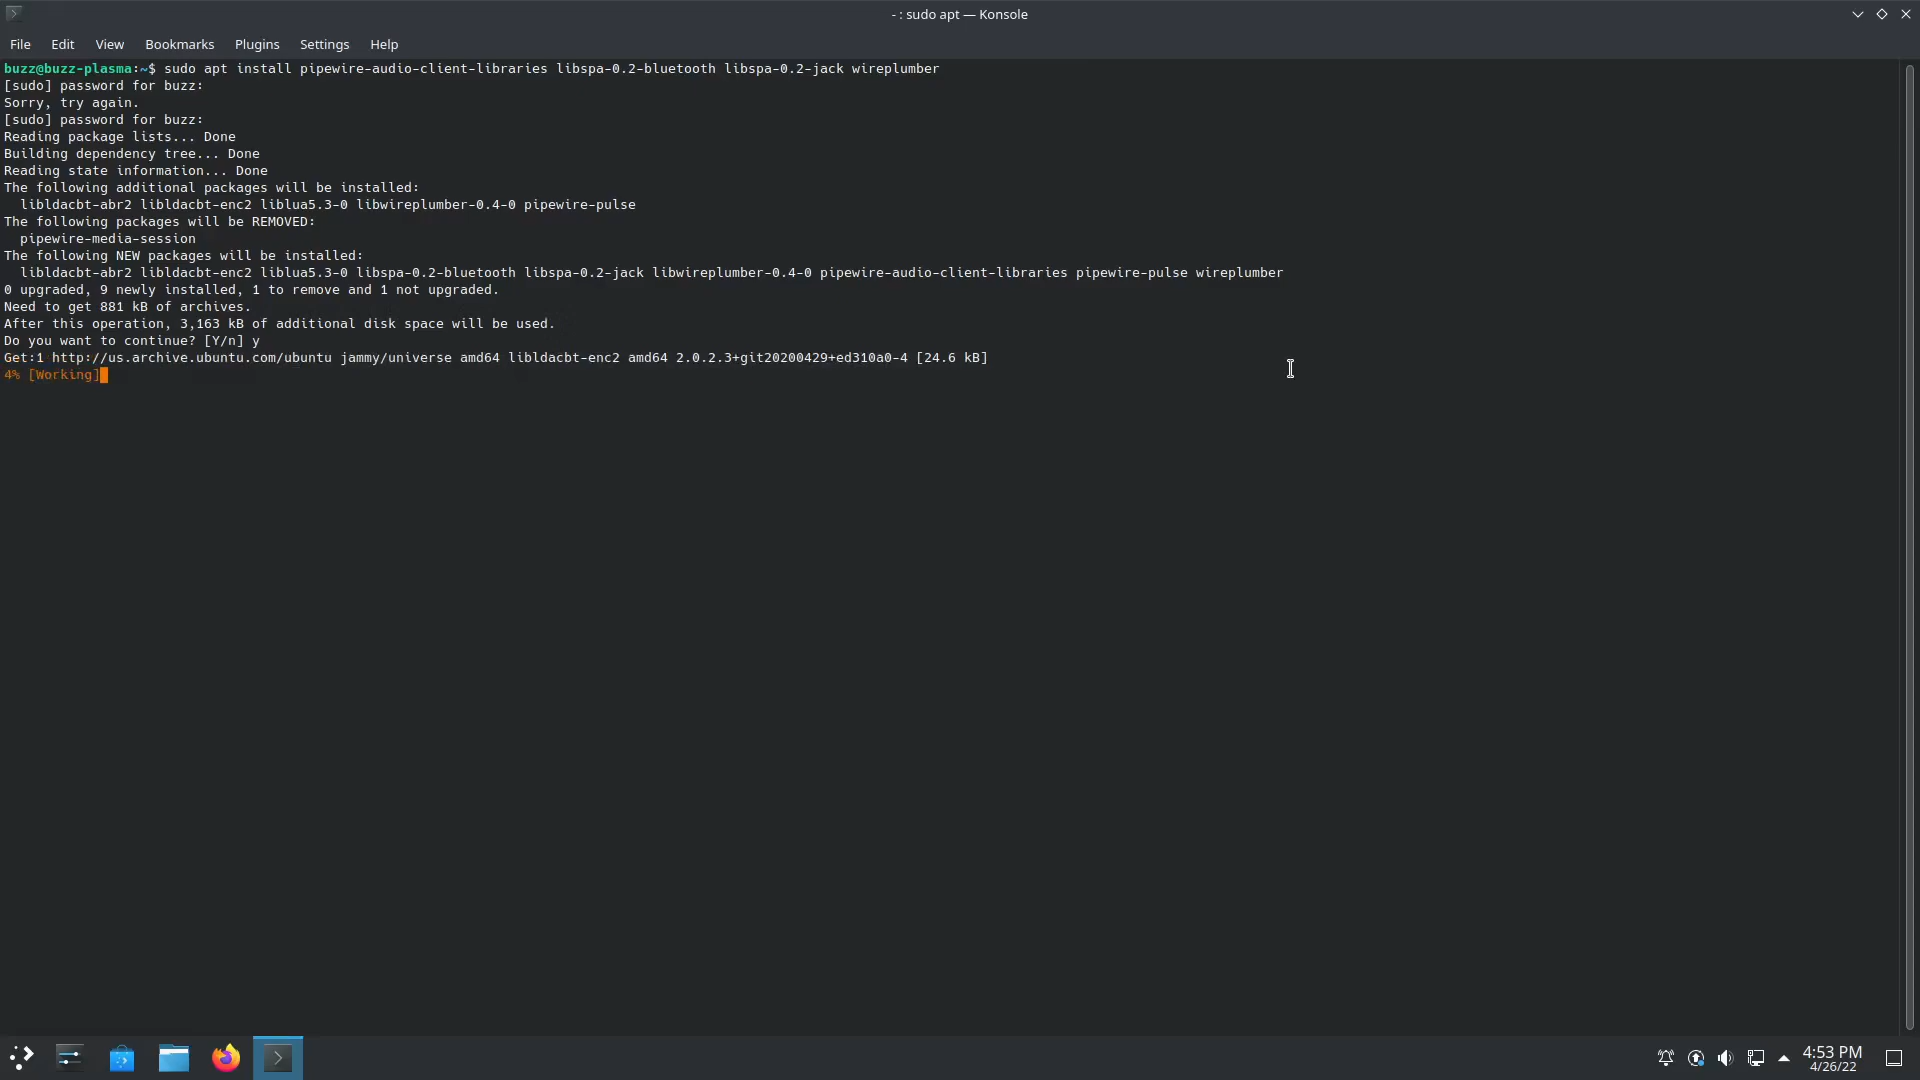 - : sudo apt — Konsole
File Edit View Bookmarks Plugins Settings Help
buzz@buzz-plasma:~$ sudo apt install pipewire-audio-client-libraries libspa-0.2-bluetooth libspa-0.2-jack wireplumber
[sudo] password for buzz:
Sorry, try again.
[sudo] password for buzz:
Reading package lists... Done
Building dependency tree... Done
Reading state information... Done
The following additional packages will be installed:
libldacbt-abr2 libldacbt-enc2 liblua5.3-0 libwireplumber-0.4-0 pipewire-pulse
The following packages will be REMOVED:
pipewire-media-session
The following NEW packages will be installed:
libldacbt-abr2 libldacbt-enc2 liblua5.3-0 libspa-0.2-bluetooth libspa-0.2-jack libwireplumber-0.4-0 pipewire-audio-client-libraries pipewire-pulse wireplumber
0 upgraded, 9 newly installed, 1 to remove and 1 not upgraded.
Need to get 881 kB of archives.
After this operation, 3,163 kB of additional disk space will be used.
Do you want to continue? [Y/n] y
Get:1 http://us.archive.ubuntu.com/ubuntu jammy/universe amd64 libldacbt-enc2 amd64 2.0.2.3+git20200429+ed310a0-4 [24.6 kB]
4% [Working]
4:53 PM
4/26/22